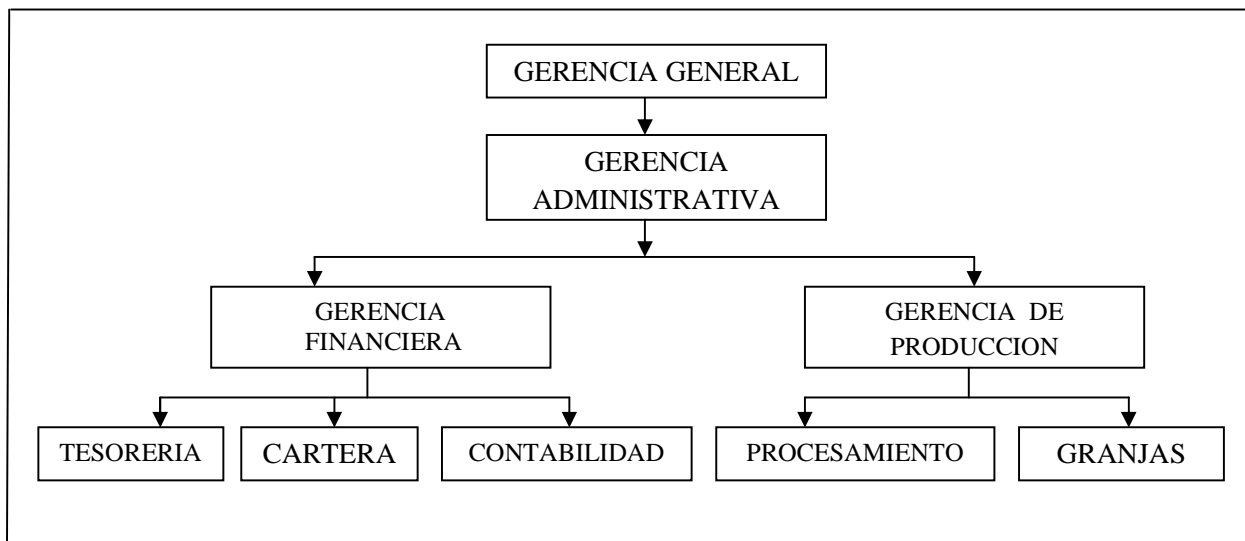 GERENCIA GENERAL
GERENCIA
ADMINISTRATIVA
GERENCIA
FINANCIERA
GERENCIA DE
PRODUCCION
TESORERIA
CARTERA
CONTABILIDAD
PROCESAMIENTO
GRANJAS